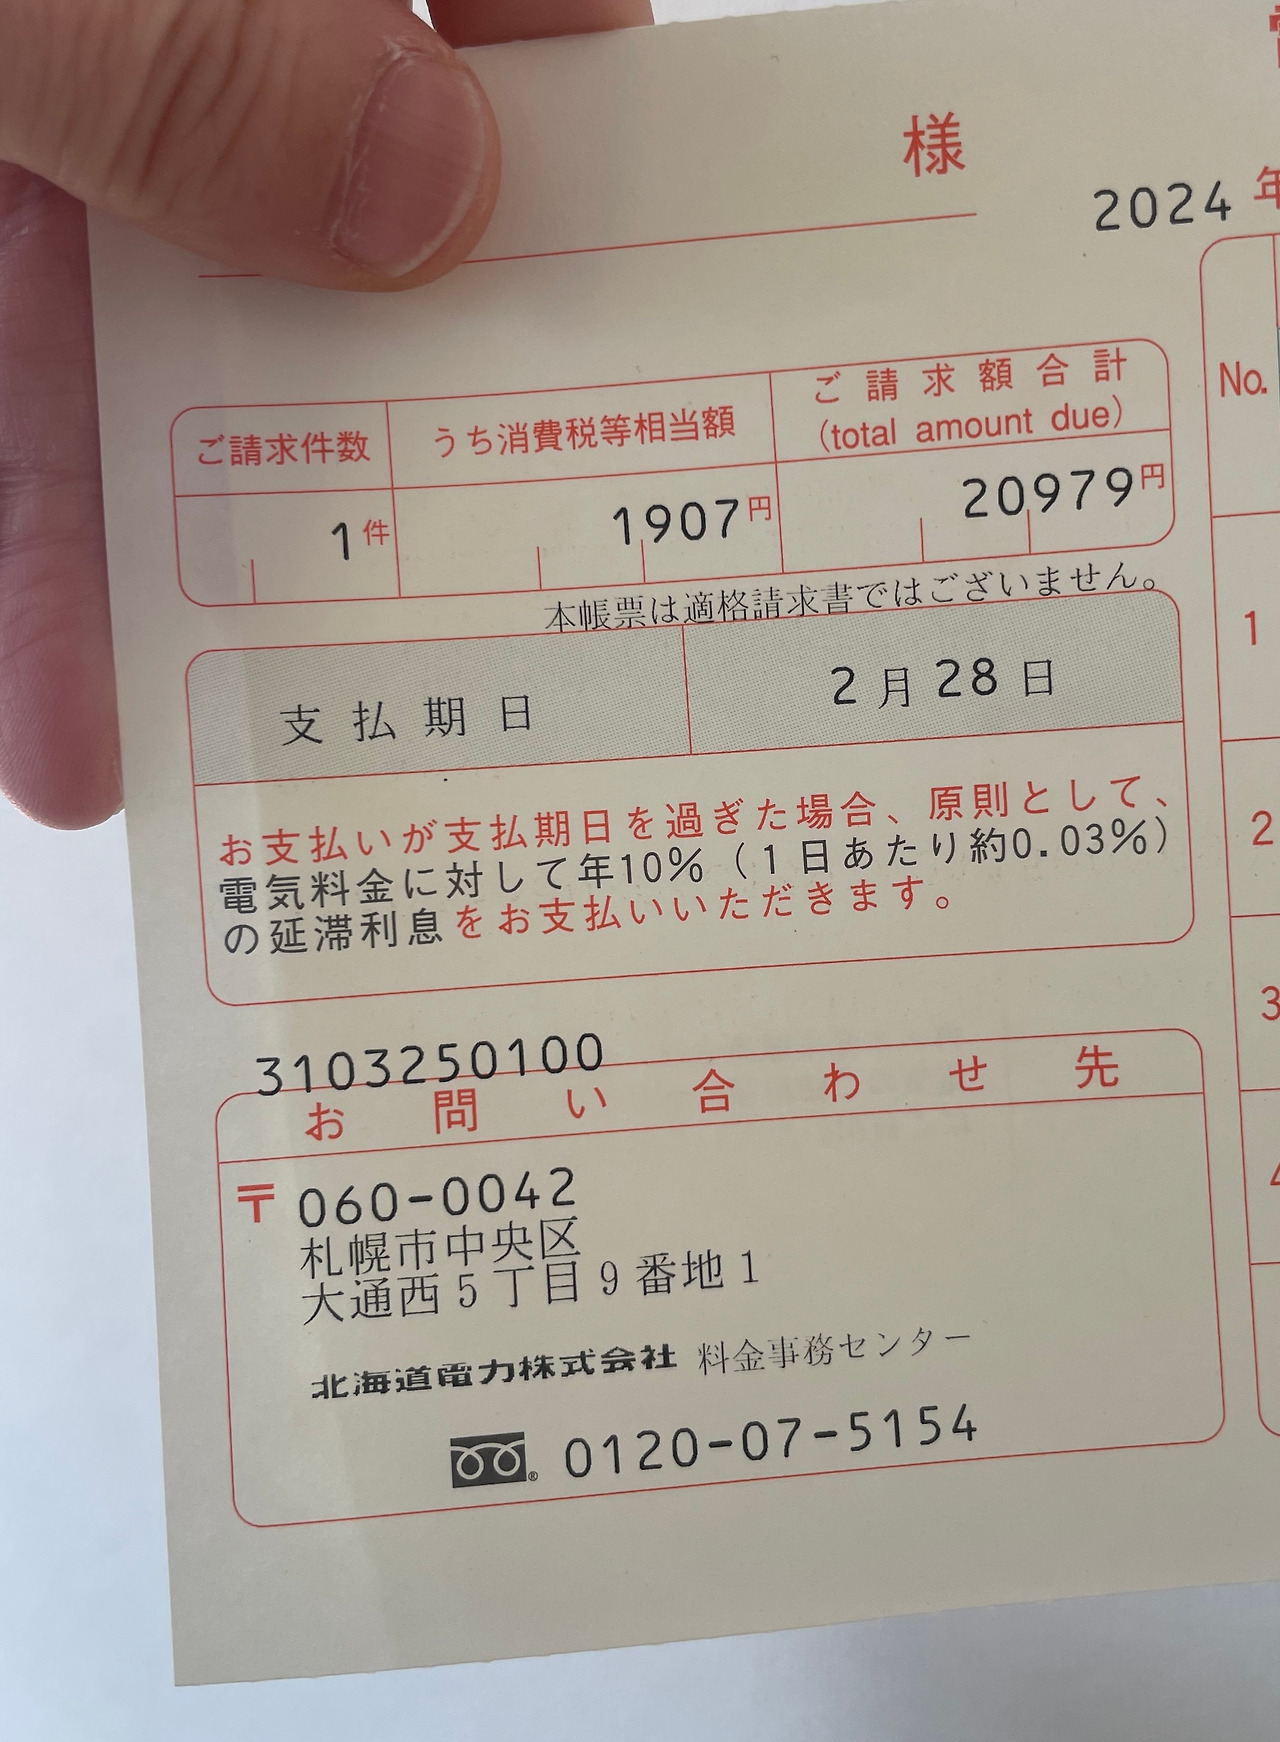 様
2024 年
ご請求件数 うち消費税等相当額 ご請求額合計
(total amount due)
1件 1907円 20979円
本帳票は適格請求書ではございません。
支払期日 2月28日
お支払いが支払期日を過ぎた場合、原則として、
電気料金に対して年10%(1日あたり約0.03%)
の延滞利息をお支払いいただきます。
3103250100
お問い合わせ先
〒060-0042
札幌市中央区
大通西5丁目9番地1
北海道電力株式会社 料金事務センター
0120-07-5154
No.
1
2
3